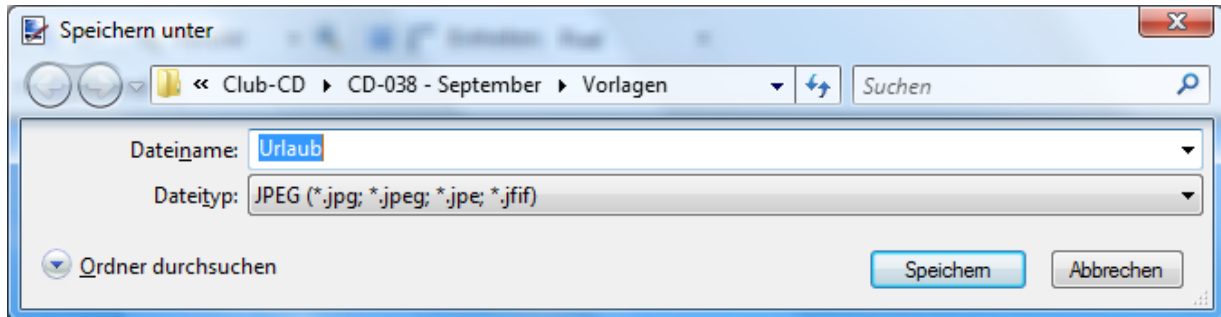 Speichern unter
« Club-CD ▸ CD-038 - September ▸ Vorlagen
Suchen
Dateiname: Urlaub
Dateityp: JPEG (*.jpg; *.jpeg; *.jpe; *.jfif)
Ordner durchsuchen
Speichern
Abbrechen